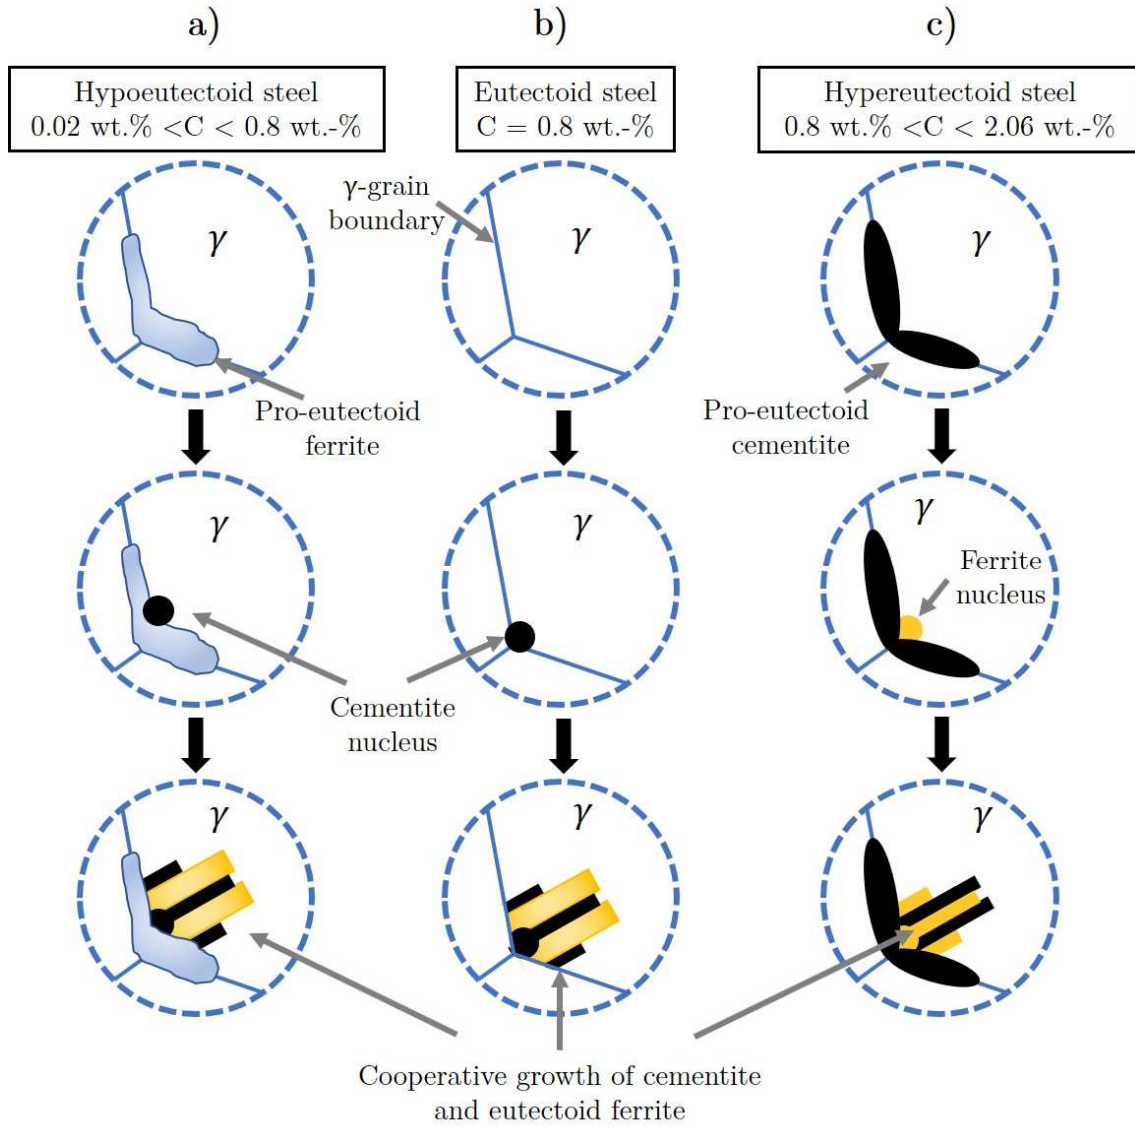 a)
b)
c)
Hypoeutectoid steel
0.02 wt.% <C < 0.8 wt.-%
Eutectoid steel
C = 0.8 wt.-%
Hypereutectoid steel
0.8 wt.% <C < 2.06 wt.-%
γ
γ-grain
boundary
γ
γ
Pro-eutectoid
ferrite
Pro-eutectoid
cementite
γ
γ
γ
Ferrite
nucleus
Cementite
nucleus
γ
γ
γ
Cooperative growth of cementite
and eutectoid ferrite